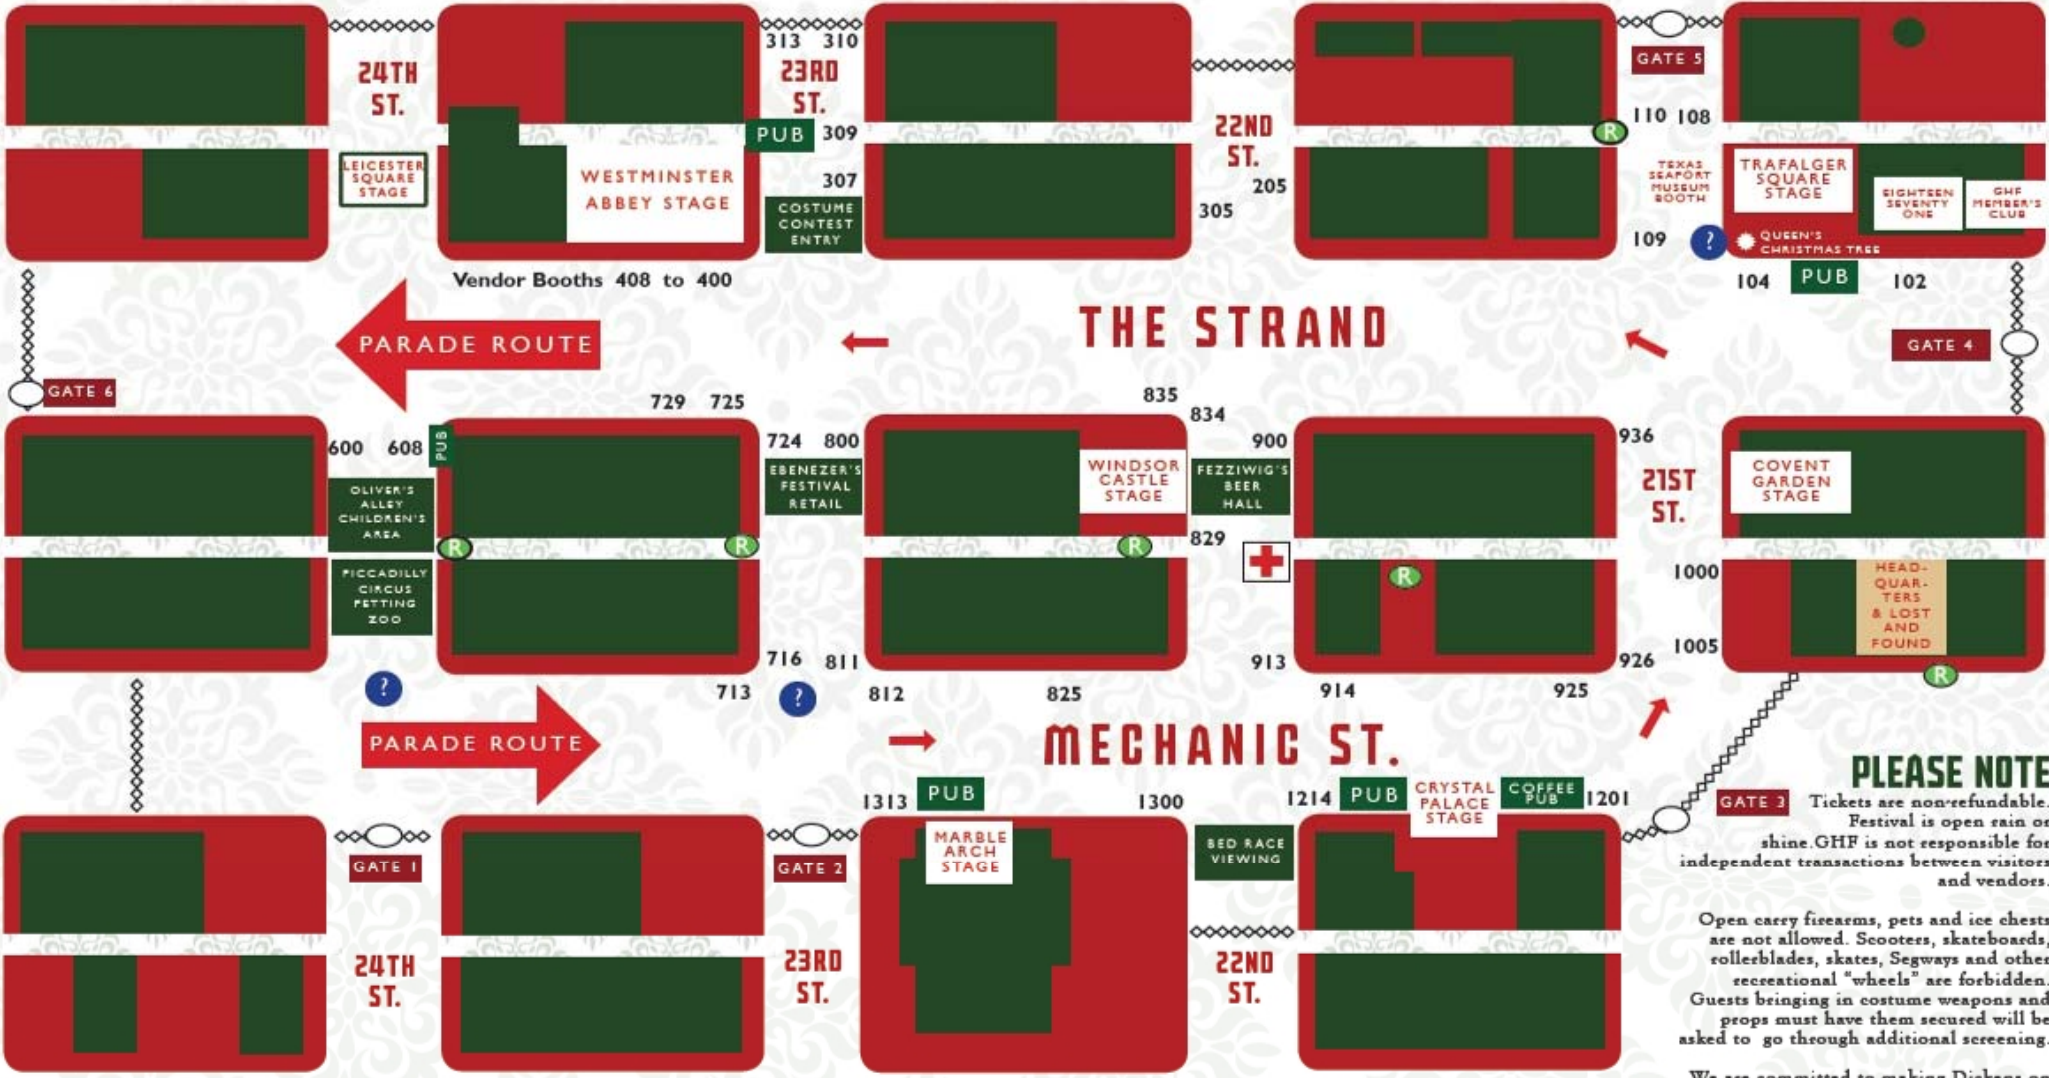 313 310
24TH
ST.
23RD
ST.
GATE 5
110 108
PUB 309
22ND
ST.
R
LEICESTER
SQUARE
STAGE
WESTMINSTER
ABBEY STAGE
307
205
305
COSTUME
CONTEST
ENTRY
TEXAS
SEAPORT
MUSEUM
BOOTH
TRAFALGER
SQUARE
STAGE
EIGHTEEN
SEVENTY
ONE
GHF
MEMBER'S
CLUB
109
?
QUEEN'S
CHRISTMAS TREE
104 PUB 102
Vendor Booths 408 to 400
THE STRAND
PARADE ROUTE
GATE 4
GATE 6
729 725
835
834
600 608
PUB
724 800
900
936
OLIVER'S
ALLEY
CHILDREN'S
AREA
EBENEZER'S
FESTIVAL
RETAIL
WINDSOR
CASTLE
STAGE
FEZZIWIG'S
BEER
HALL
21ST
ST.
COVENT
GARDEN
STAGE
R
R
R
829
R
PICCADILLY
CIRCUS
PETTING
ZOO
1000
1005
HEAD-
QUAR-
TERS
& LOST
AND
FOUND
R
716 811
913
926
?
713
?
812
825
914
925
PARADE ROUTE
MECHANIC ST.
1313 PUB
1300
1214 PUB
CRYSTAL
PALACE
STAGE
COFFEE
PUB
1201
GATE 3
MARBLE
ARCH
STAGE
BED RACE
VIEWING
GATE 1
GATE 2
24TH
ST.
23RD
ST.
22ND
ST.
PLEASE NOTE
Tickets are non-refundable.
Festival is open rain or
shine.GHF is not responsible for
independent transactions between visitors
and vendors.
Open carry firearms, pets and ice chests
are not allowed. Scooters, skateboards,
rollerblades, skates, Segways and other
recreational "wheels" are forbidden.
Guests bringing in costume weapons and
props must have them secured will be
asked to go through additional screening.
We are committed to making Dickens on